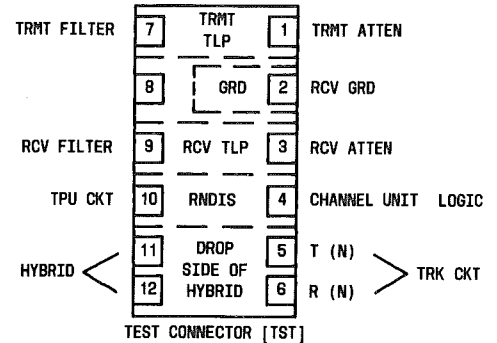 TRMT FILTER 7 TRMT TLP 1 TRMT ATTEN
8 GRD 2 RCV GRD
RCV FILTER 9 RCV TLP 3 RCV ATTEN
TPU CKT 10 RNDIS 4 CHANNEL UNIT LOGIC
HYBRID 11 12 DROP SIDE OF HYBRID 5 T (N) 6 R (N) TRK CKT
TEST CONNECTOR [TST]